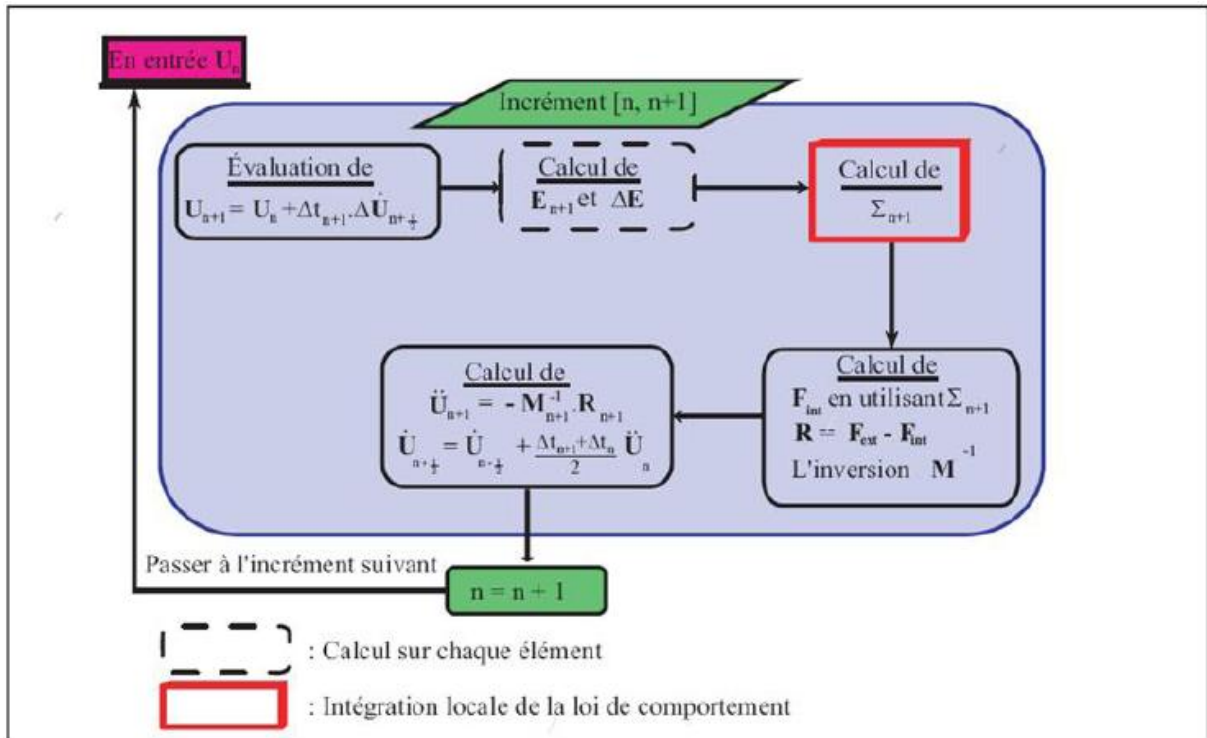 En entrée Uₙ
Incrément [n, n+1]
Évaluation de
Uₙ₊₁ = Uₙ + Δtₙ₊₁.ΔU̇ₙ₊½
Calcul de
Eₙ₊₁ et ΔE
Calcul de
Σₙ₊₁
Calcul de
F_int en utilisant Σₙ₊₁
R = F_ext - F_int
L'inversion M⁻¹
Calcul de
Üₙ₊₁ = - M⁻¹ₙ₊₁.Rₙ₊₁
U̇ₙ₊½ = U̇ₙ₋½ + (Δtₙ₊₁+Δtₙ)/2 Üₙ
Passer à l'incrément suivant
n = n + 1
: Calcul sur chaque élément
: Intégration locale de la loi de comportement